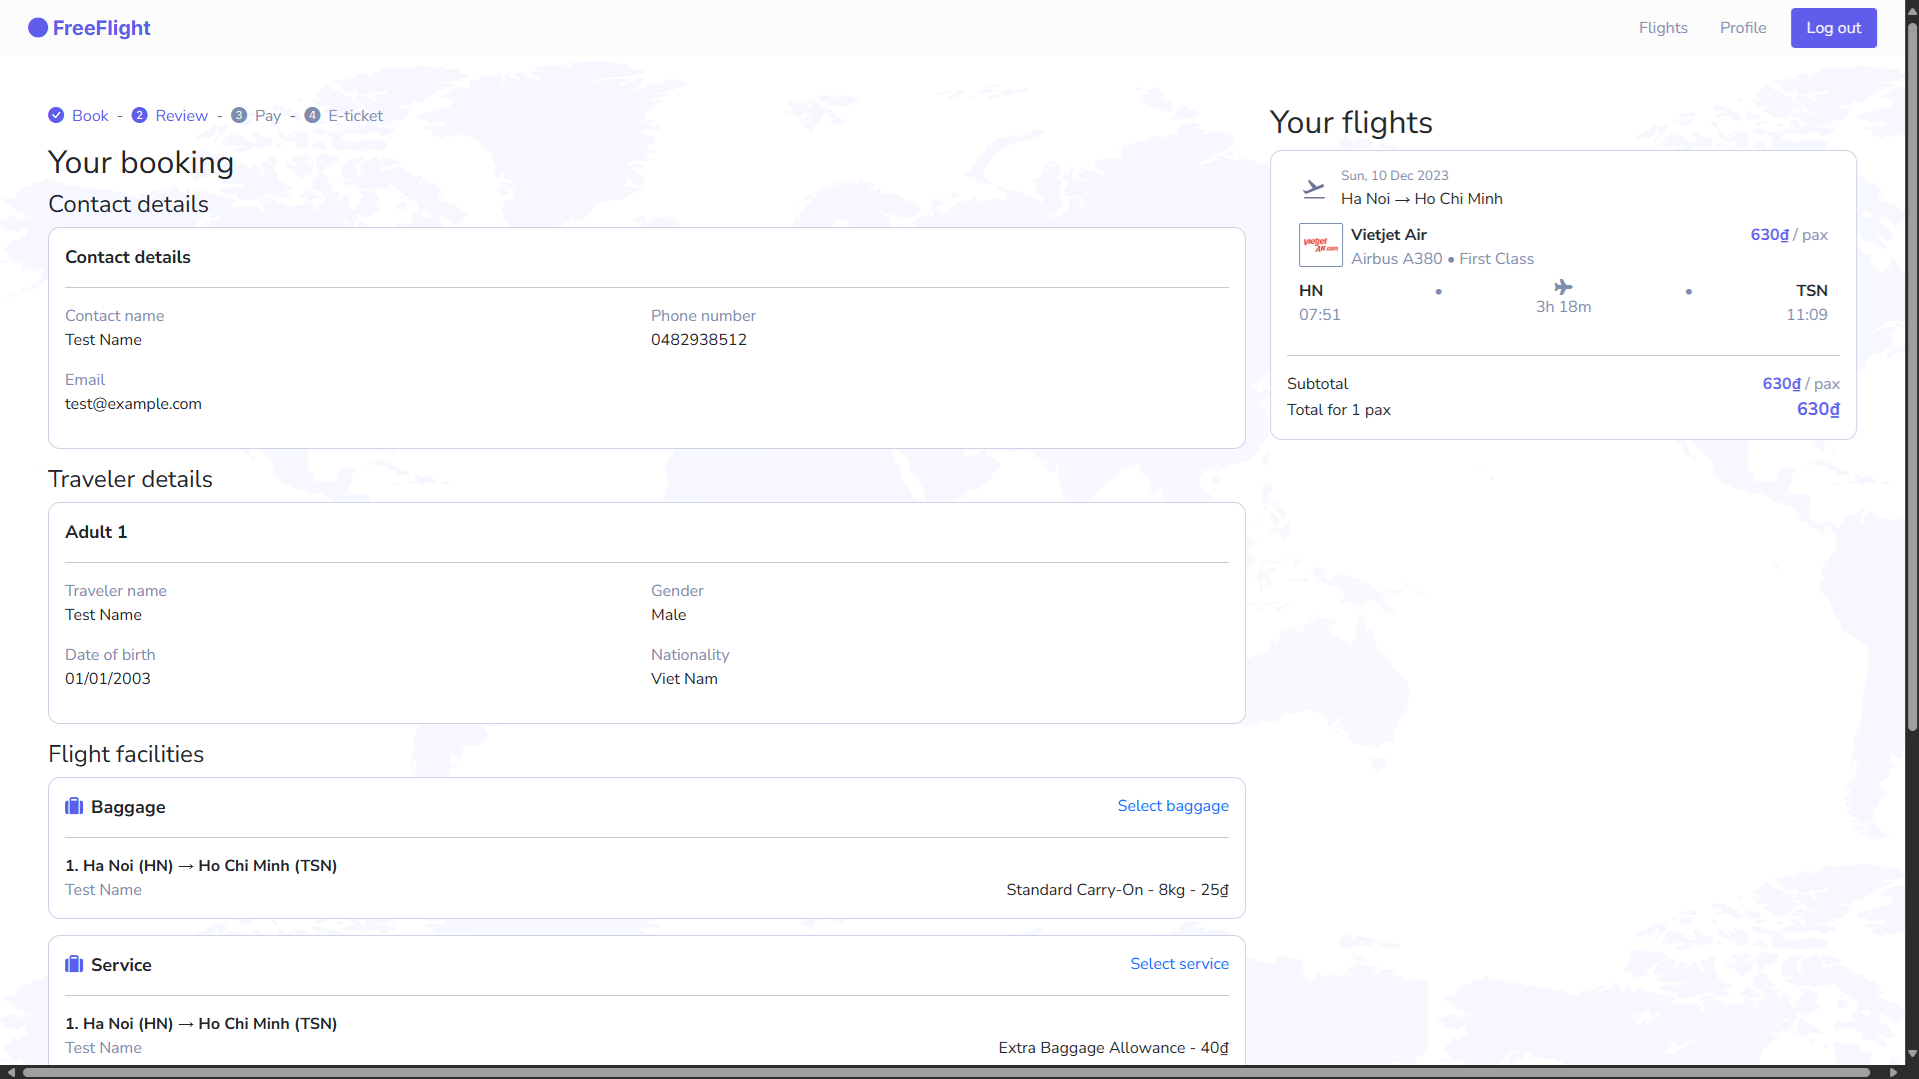 FreeFlight
Flights Profile Log out
Book - 2 Review - 3 Pay - 4 E-ticket
Your booking
Contact details
Contact details
Contact name Phone number
Test Name 0482938512
Email
test@example.com
Traveler details
Adult 1
Traveler name Gender
Test Name Male
Date of birth Nationality
01/01/2003 Viet Nam
Flight facilities
Baggage Select baggage
1. Ha Noi (HN) → Ho Chi Minh (TSN)
Test Name Standard Carry-On - 8kg - 25₫
Service Select service
1. Ha Noi (HN) → Ho Chi Minh (TSN)
Test Name Extra Baggage Allowance - 40₫
Your flights
Sun, 10 Dec 2023
Ha Noi → Ho Chi Minh
vietjet Air.com
Vietjet Air 630₫ / pax
Airbus A380 • First Class
HN TSN
3h 18m
07:51 11:09
Subtotal 630₫ / pax
Total for 1 pax 630₫